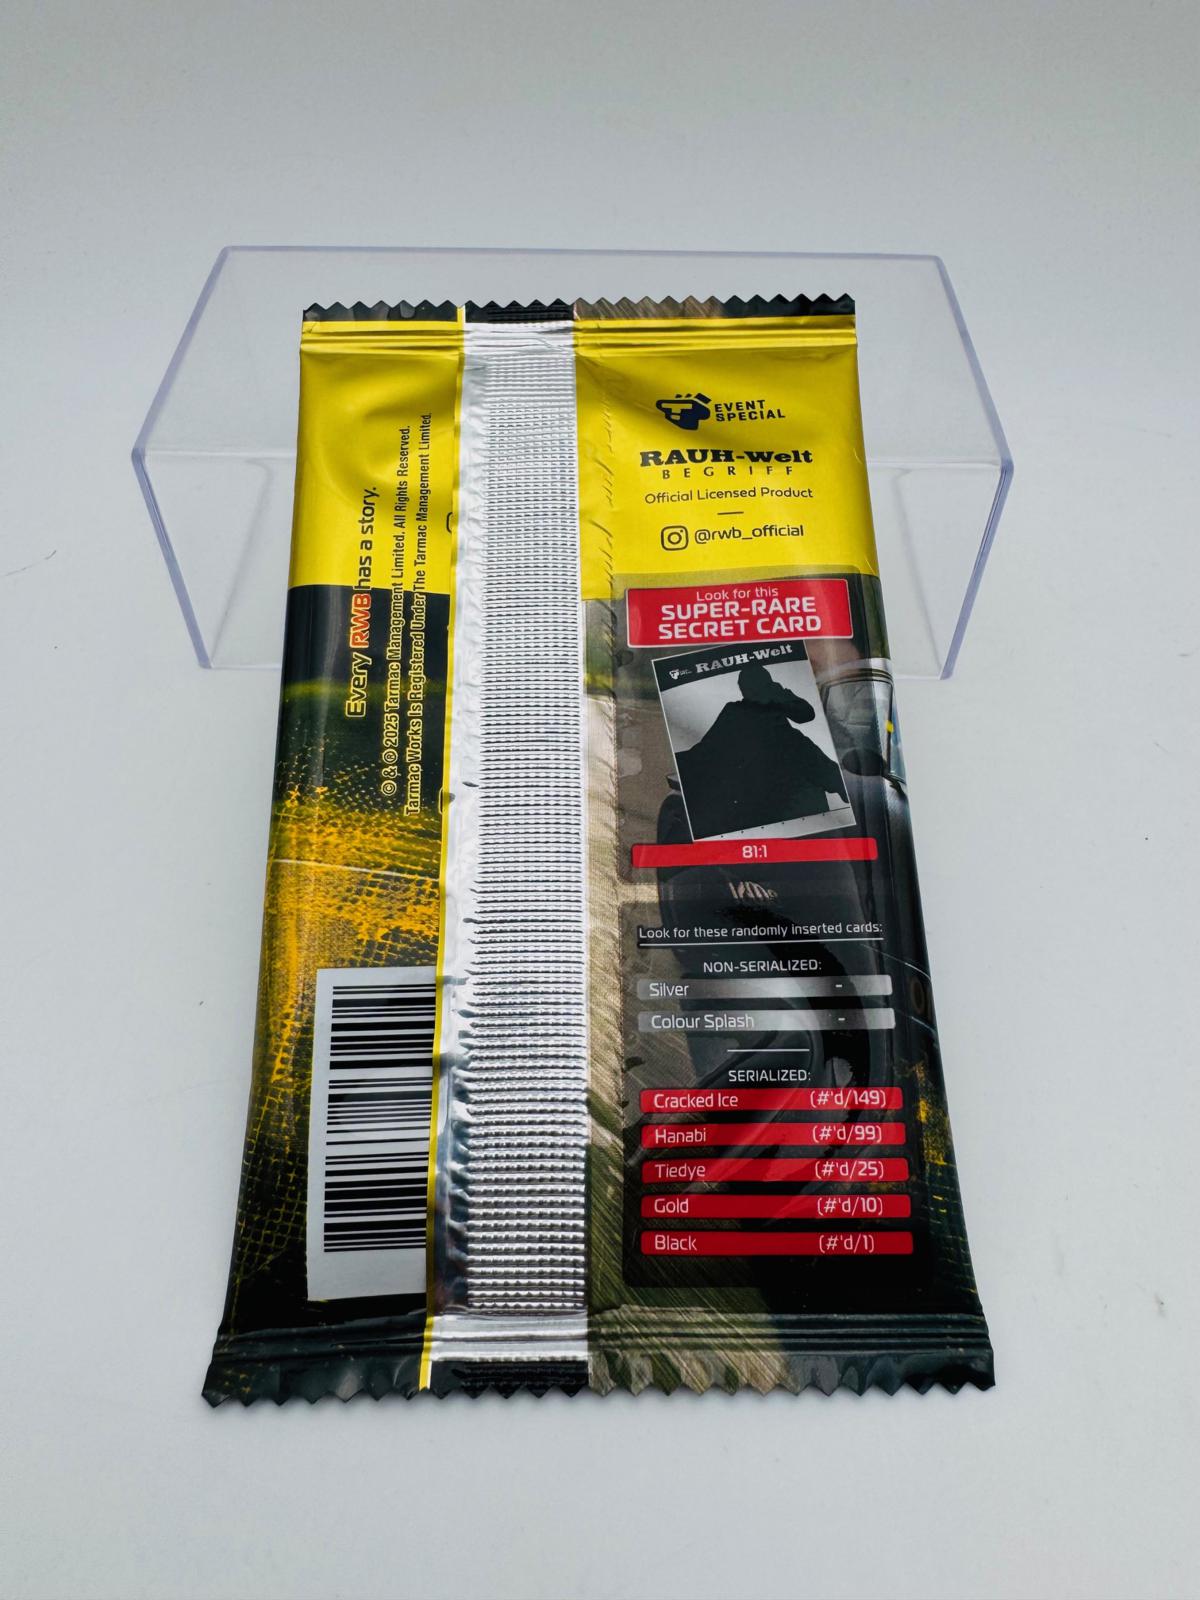 EVENT
SPECIAL
RAUH-Welt
BEGRIFF
Official Licensed Product
@rwb_official
Look for this
SUPER-RARE
SECRET CARD
RAUH-Welt
81:1
Look for these randomly inserted cards:
NON-SERIALIZED:
Silver -
Colour Splash -
SERIALIZED:
Cracked Ice (#'d/149)
Hanabi (#'d/99)
Tiedye (#'d/25)
Gold (#'d/10)
Black (#'d/1)
Every RWB has a story.
© & ® 2025 Tarmac Management Limited. All Rights Reserved.
Tarmac Works Is Registered Under The Tarmac Management Limited.